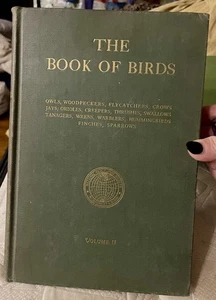 THE
BOOK OF BIRDS
OWLS, WOODPECKERS, FLYCATCHERS, CROWS
JAYS, ORIOLES, CREEPERS, THRUSHES, SWALLOWS
TANAGERS, WRENS, WARBLERS, HUMMINGBIRDS
FINCHES, SPARROWS
VOLUME II